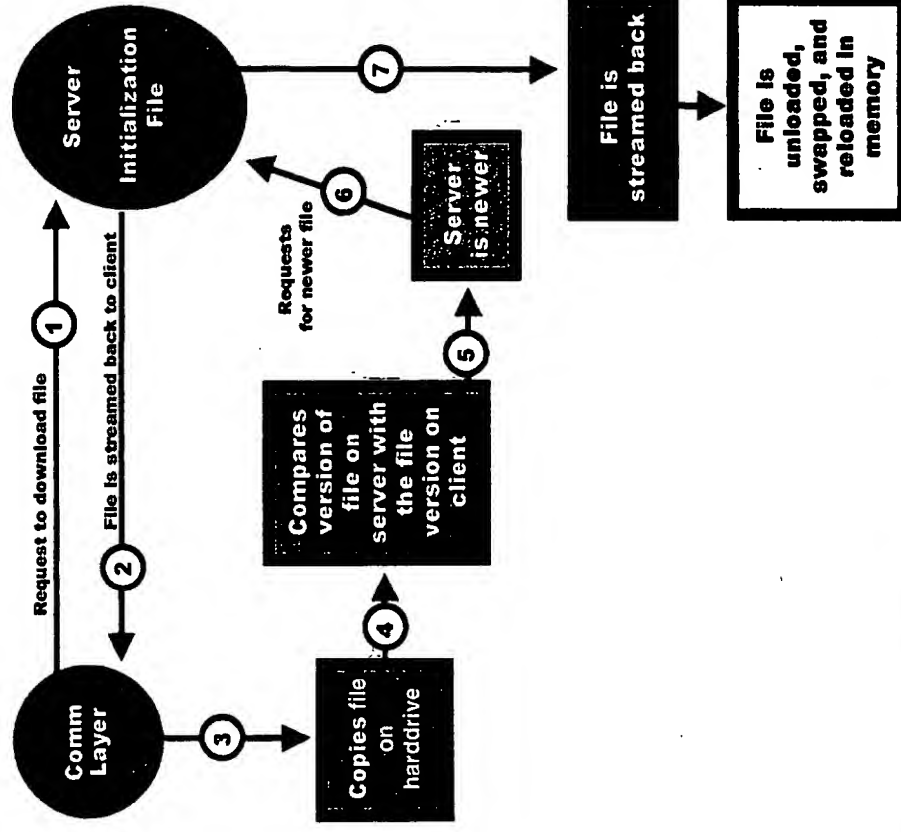 Comm
Layer
1
Request to download file
Server
Initialization
File
2
File is streamed back to client
3
Copies file
on
harddrive
4
Compares
version of
file on
server with
the file
version on
client
5
Server
is newer
6
Requests
for newer file
7
File is
streamed back
File is
unloaded,
swapped, and
reloaded in
memory